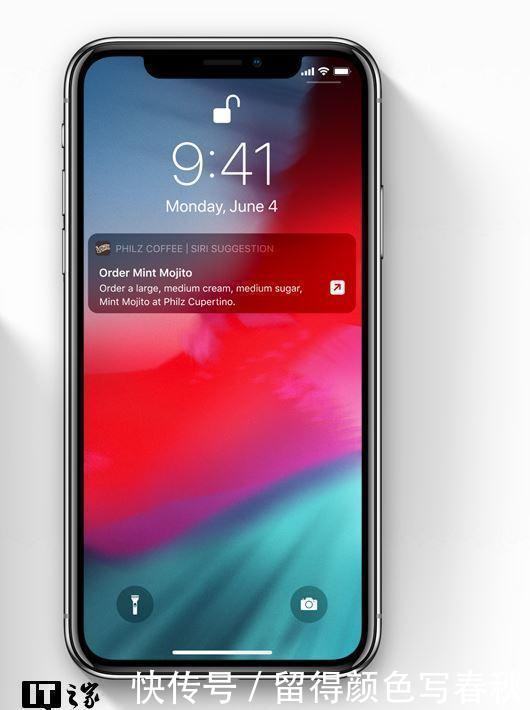 9:41
Monday, June 4
PHILZ COFFEE | SIRI SUGGESTION
Order Mint Mojito
Order a large, medium cream, medium sugar,
Mint Mojito at Philz Cupertino.
IT之家
快传号 / 留得颜色写春秋